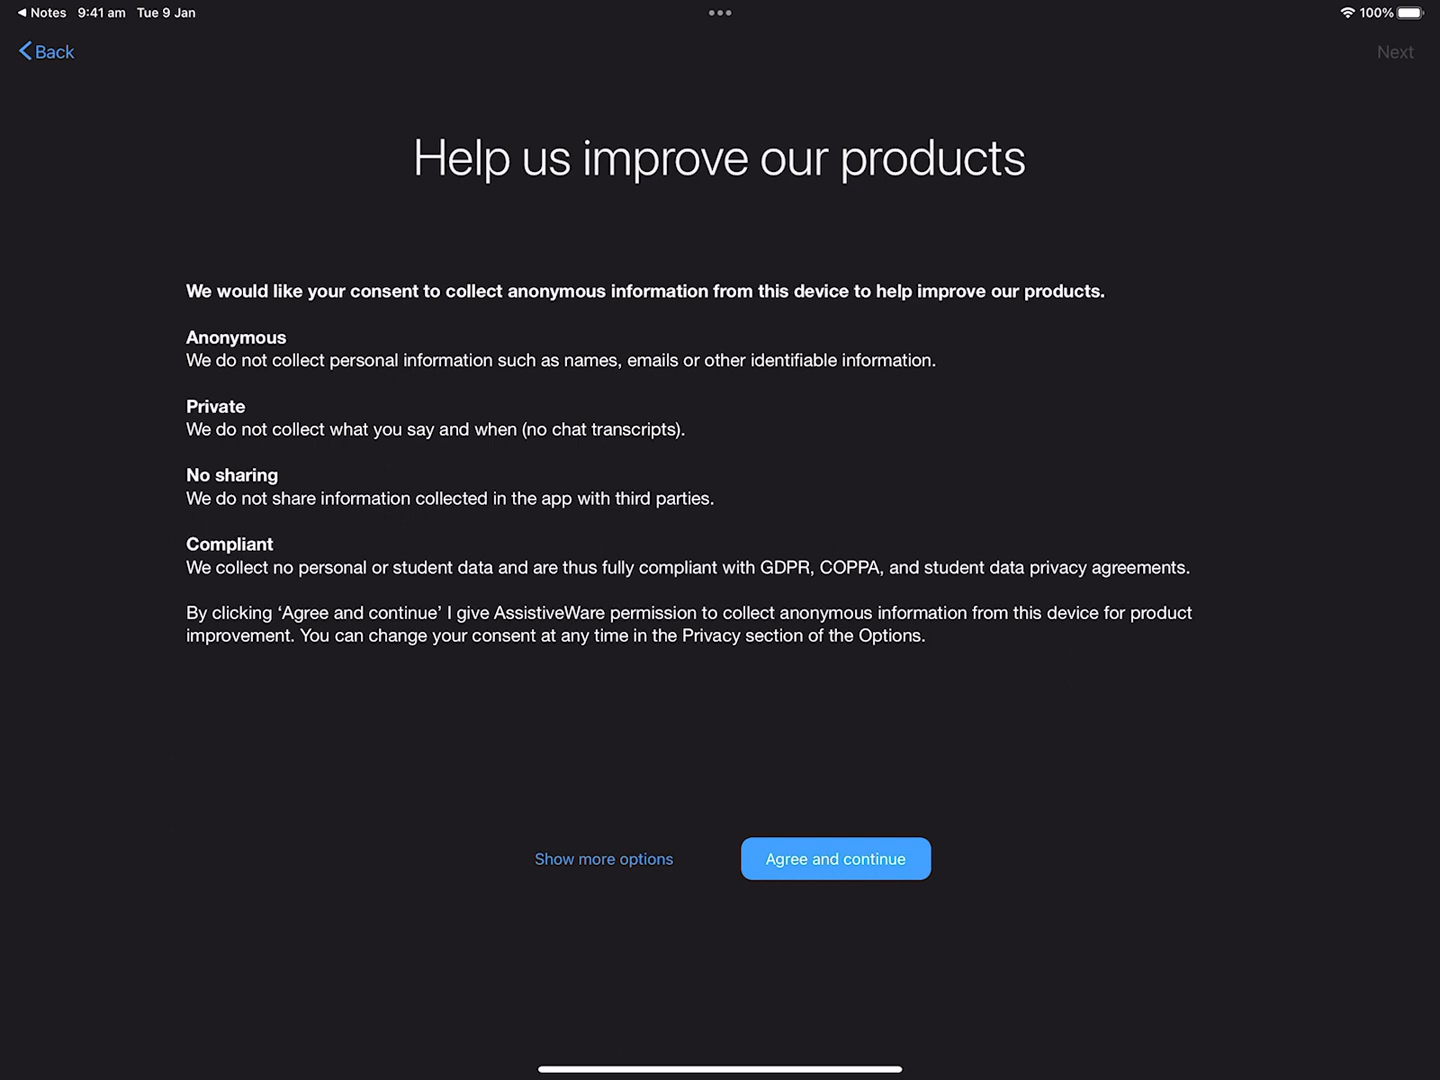 Notes 9:41 am Tue 9 Jan 100%
Back Next
Help us improve our products
We would like your consent to collect anonymous information from this device to help improve our products.
Anonymous
We do not collect personal information such as names, emails or other identifiable information.
Private
We do not collect what you say and when (no chat transcripts).
No sharing
We do not share information collected in the app with third parties.
Compliant
We collect no personal or student data and are thus fully compliant with GDPR, COPPA, and student data privacy agreements.
By clicking ‘Agree and continue’ I give AssistiveWare permission to collect anonymous information from this device for product
improvement. You can change your consent at any time in the Privacy section of the Options.
Show more options Agree and continue